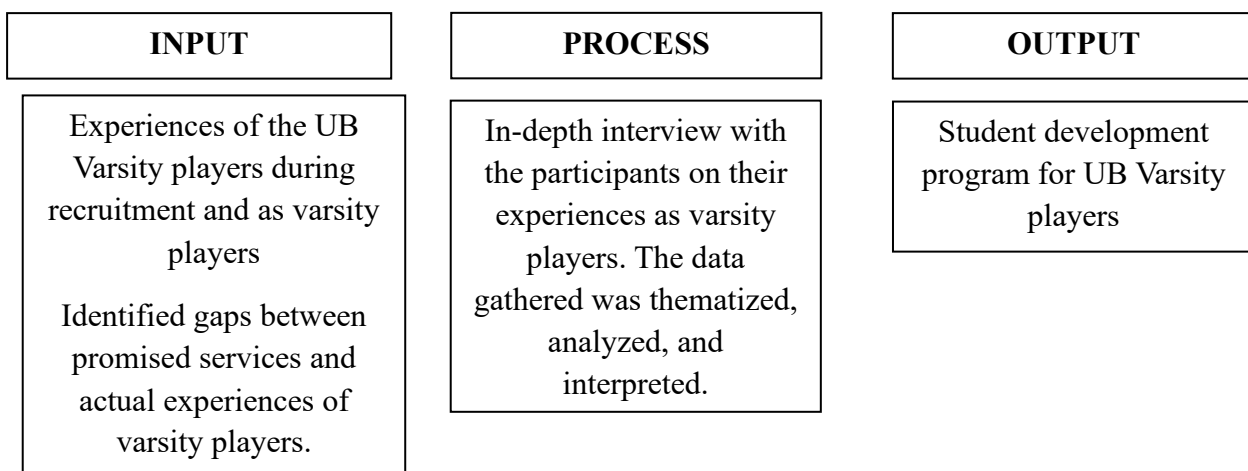 INPUT
Experiences of the UB
Varsity players during
recruitment and as varsity
players
Identified gaps between
promised services and
actual experiences of
varsity players.
PROCESS
In-depth interview with
the participants on their
experiences as varsity
players. The data
gathered was thematized,
analyzed, and
interpreted.
OUTPUT
Student development
program for UB Varsity
players